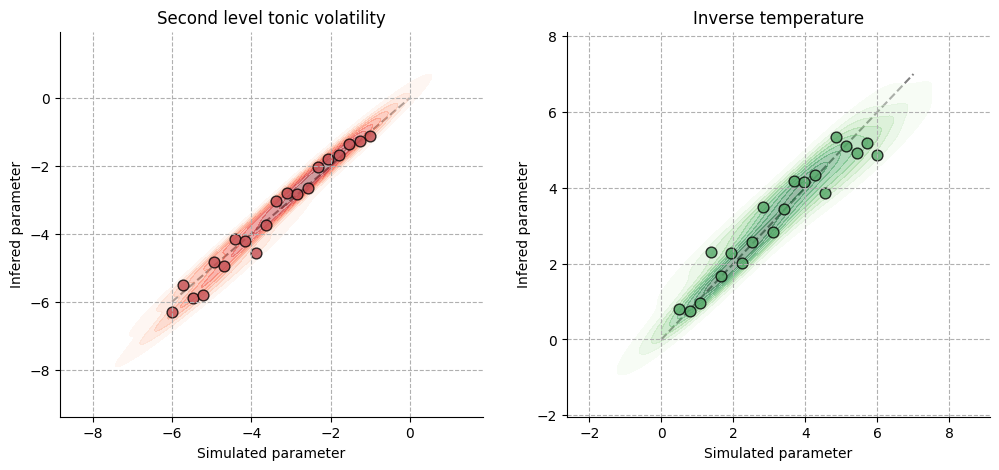 Second level tonic volatility
Infered parameter
0
−2
−4
−6
−8
−8 −6 −4 −2 0
Simulated parameter
Inverse temperature
Infered parameter
8
6
4
2
0
−2
−2 0 2 4 6 8
Simulated parameter